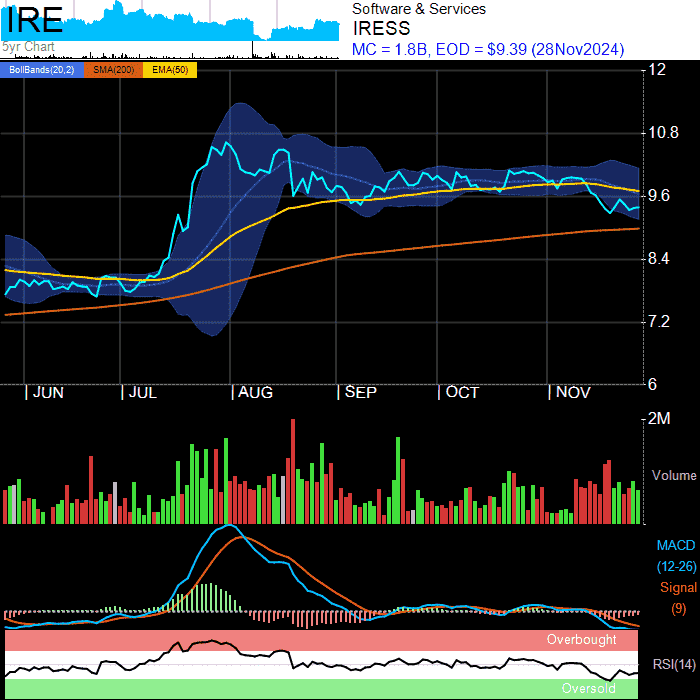 IRE
5yr Chart
Software & Services
IRESS
MC = 1.8B, EOD = $9.39 (28Nov2024)
BollBands(20,2) SMA(200) EMA(50)
12
10.8
9.6
8.4
7.2
6
JUN JUL AUG SEP OCT NOV
2M
Volume
MACD
(12-26)
Signal
(9)
Overbought
RSI(14)
Oversold